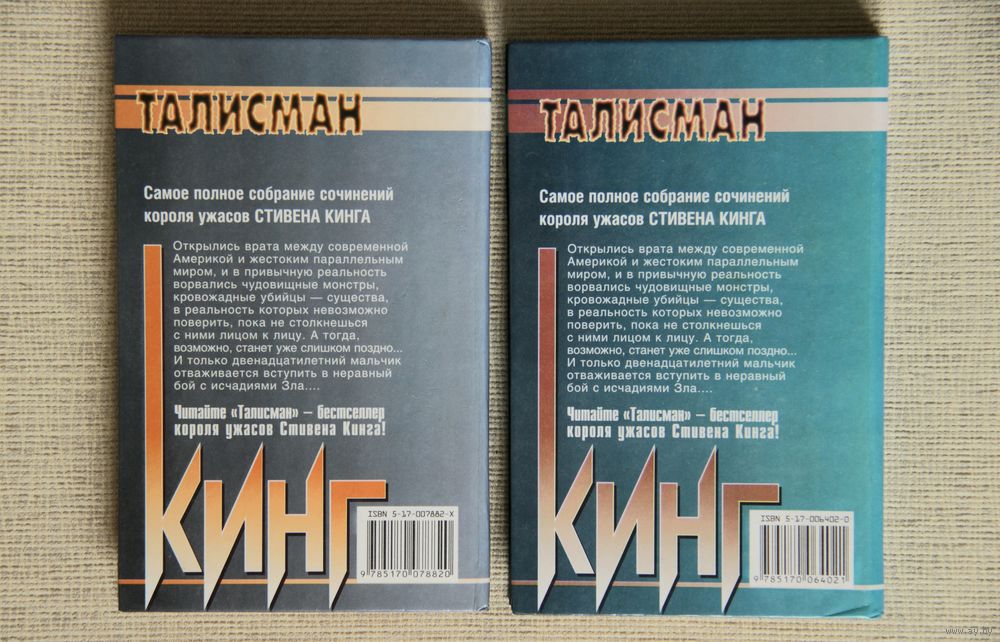 ТАЛИСМАН
Самое полное собрание сочинений
короля ужасов СТИВЕНА КИНГА
Открылись врата между современной
Америкой и жестоким параллельным
миром, и в привычную реальность
ворвались чудовищные монстры,
кровожадные убийцы — существа,
в реальность которых невозможно
поверить, пока не столкнешься
с ними лицом к лицу. А тогда,
возможно, станет уже слишком поздно...
И только двенадцатилетний мальчик
отваживается вступить в неравный
бой с исчадиями Зла....
Читайте «Талисман» – бестселлер
короля ужасов Стивена Кинга!
КИНГ
ISBN 5-17-007882-X
9 785170 078820
ТАЛИСМАН
Самое полное собрание сочинений
короля ужасов СТИВЕНА КИНГА
Открылись врата между современной
Америкой и жестоким параллельным
миром, и в привычную реальность
ворвались чудовищные монстры,
кровожадные убийцы — существа,
в реальность которых невозможно
поверить, пока не столкнешься
с ними лицом к лицу. А тогда,
возможно, станет уже слишком поздно...
И только двенадцатилетний мальчик
отваживается вступить в неравный
бой с исчадиями Зла....
Читайте «Талисман» – бестселлер
короля ужасов Стивена Кинга!
КИНГ
ISBN 5-17-006402-0
9 785170 064021
www.ay.by